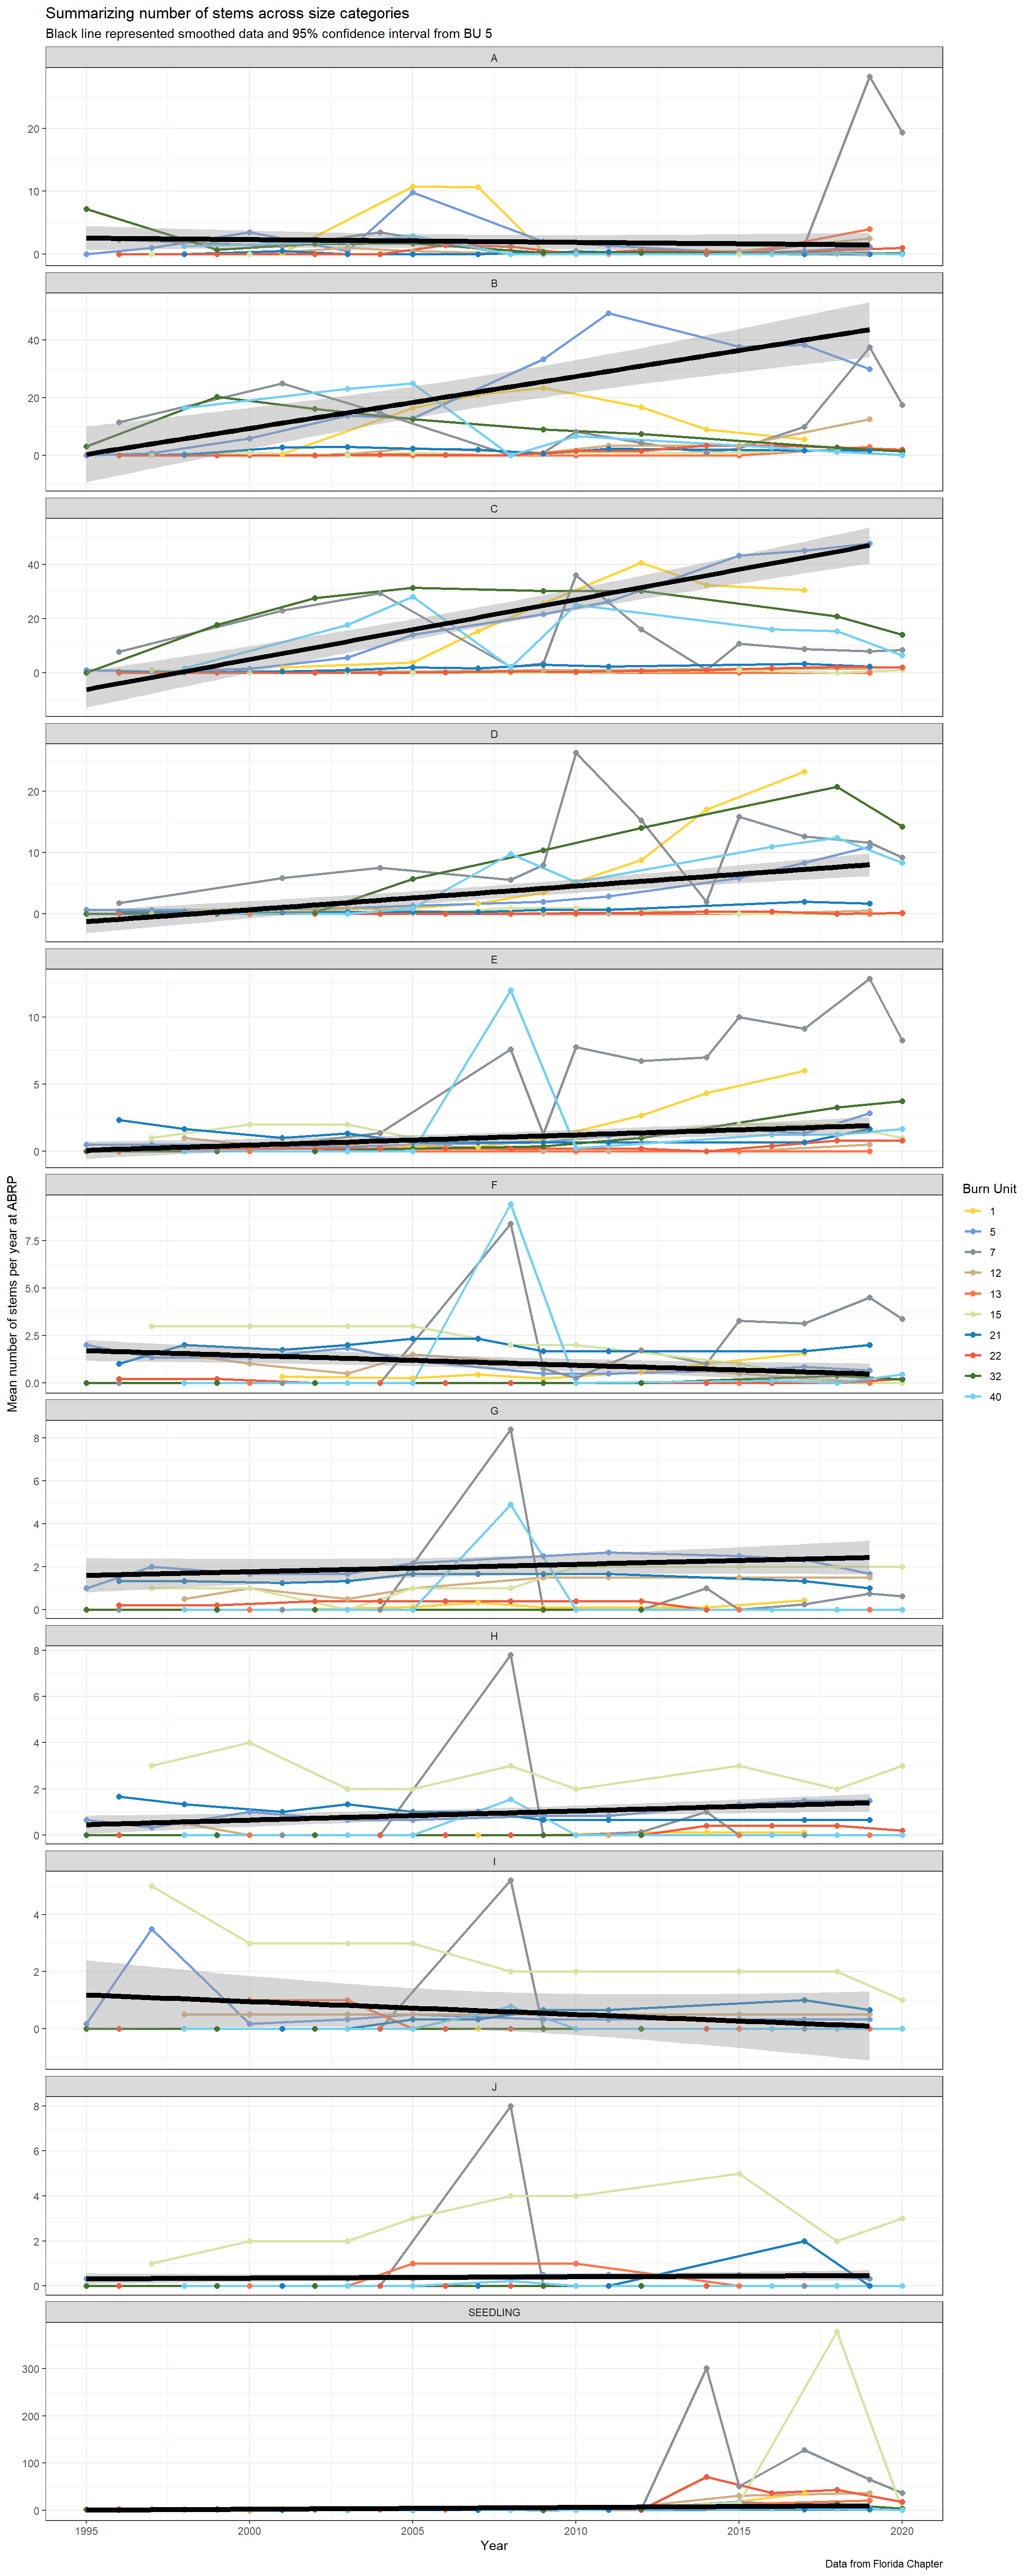 Summarizing number of stems across size categories
Black line represented smoothed data and 95% confidence interval from BU 5
A
20
10
0
B
40
20
0
C
40
20
0
D
20
10
0
E
10
5
0
F
7.5
5.0
2.5
0.0
G
8
6
4
2
0
H
8
6
4
2
0
I
4
2
0
J
8
6
4
2
0
SEEDLING
300
200
100
0
1995 2000 2005 2010 2015 2020
Year
Mean number of stems per year at ABRP
Burn Unit
1
5
7
12
13
15
21
22
32
40
Data from Florida Chapter